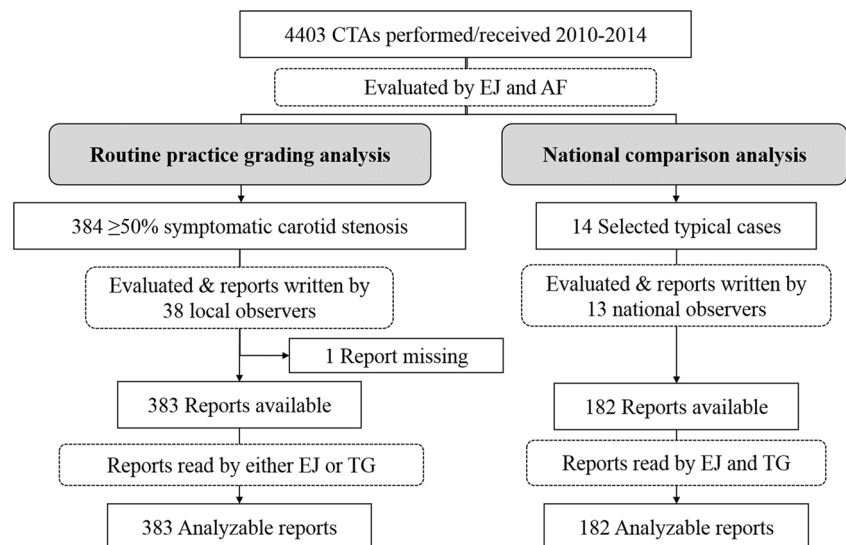 4403 CTAs performed/received 2010-2014
Evaluated by EJ and AF
Routine practice grading analysis
384 ≥50% symptomatic carotid stenosis
Evaluated & reports written by
38 local observers
1 Report missing
383 Reports available
Reports read by either EJ or TG
383 Analyzable reports
National comparison analysis
14 Selected typical cases
Evaluated & reports written by
13 national observers
182 Reports available
Reports read by EJ and TG
182 Analyzable reports